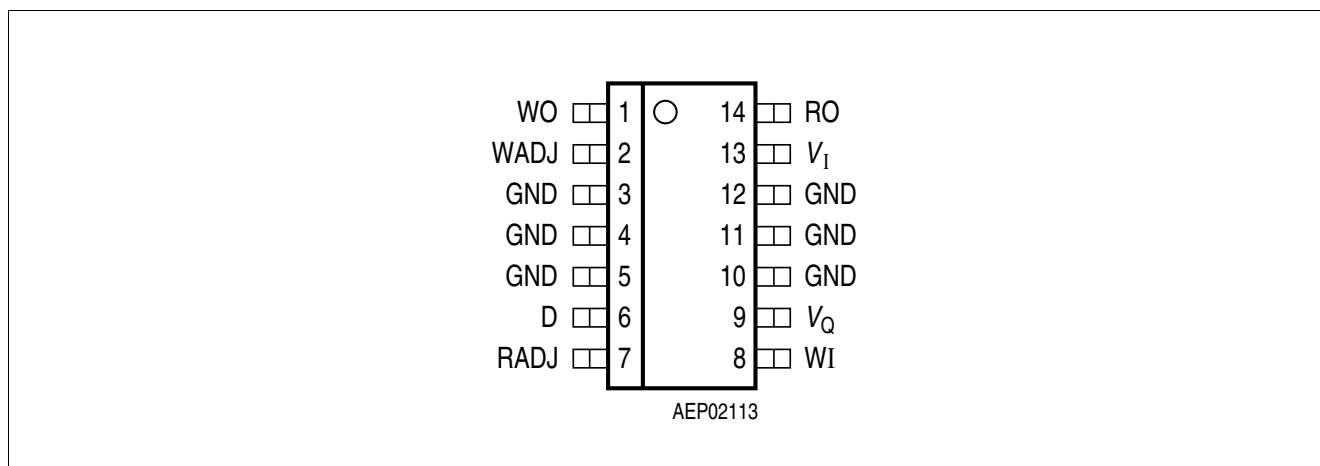 WO 1 14 RO
WADJ 2 13 VI
GND 3 12 GND
GND 4 11 GND
GND 5 10 GND
D 6 9 VQ
RADJ 7 8 WI
AEP02113